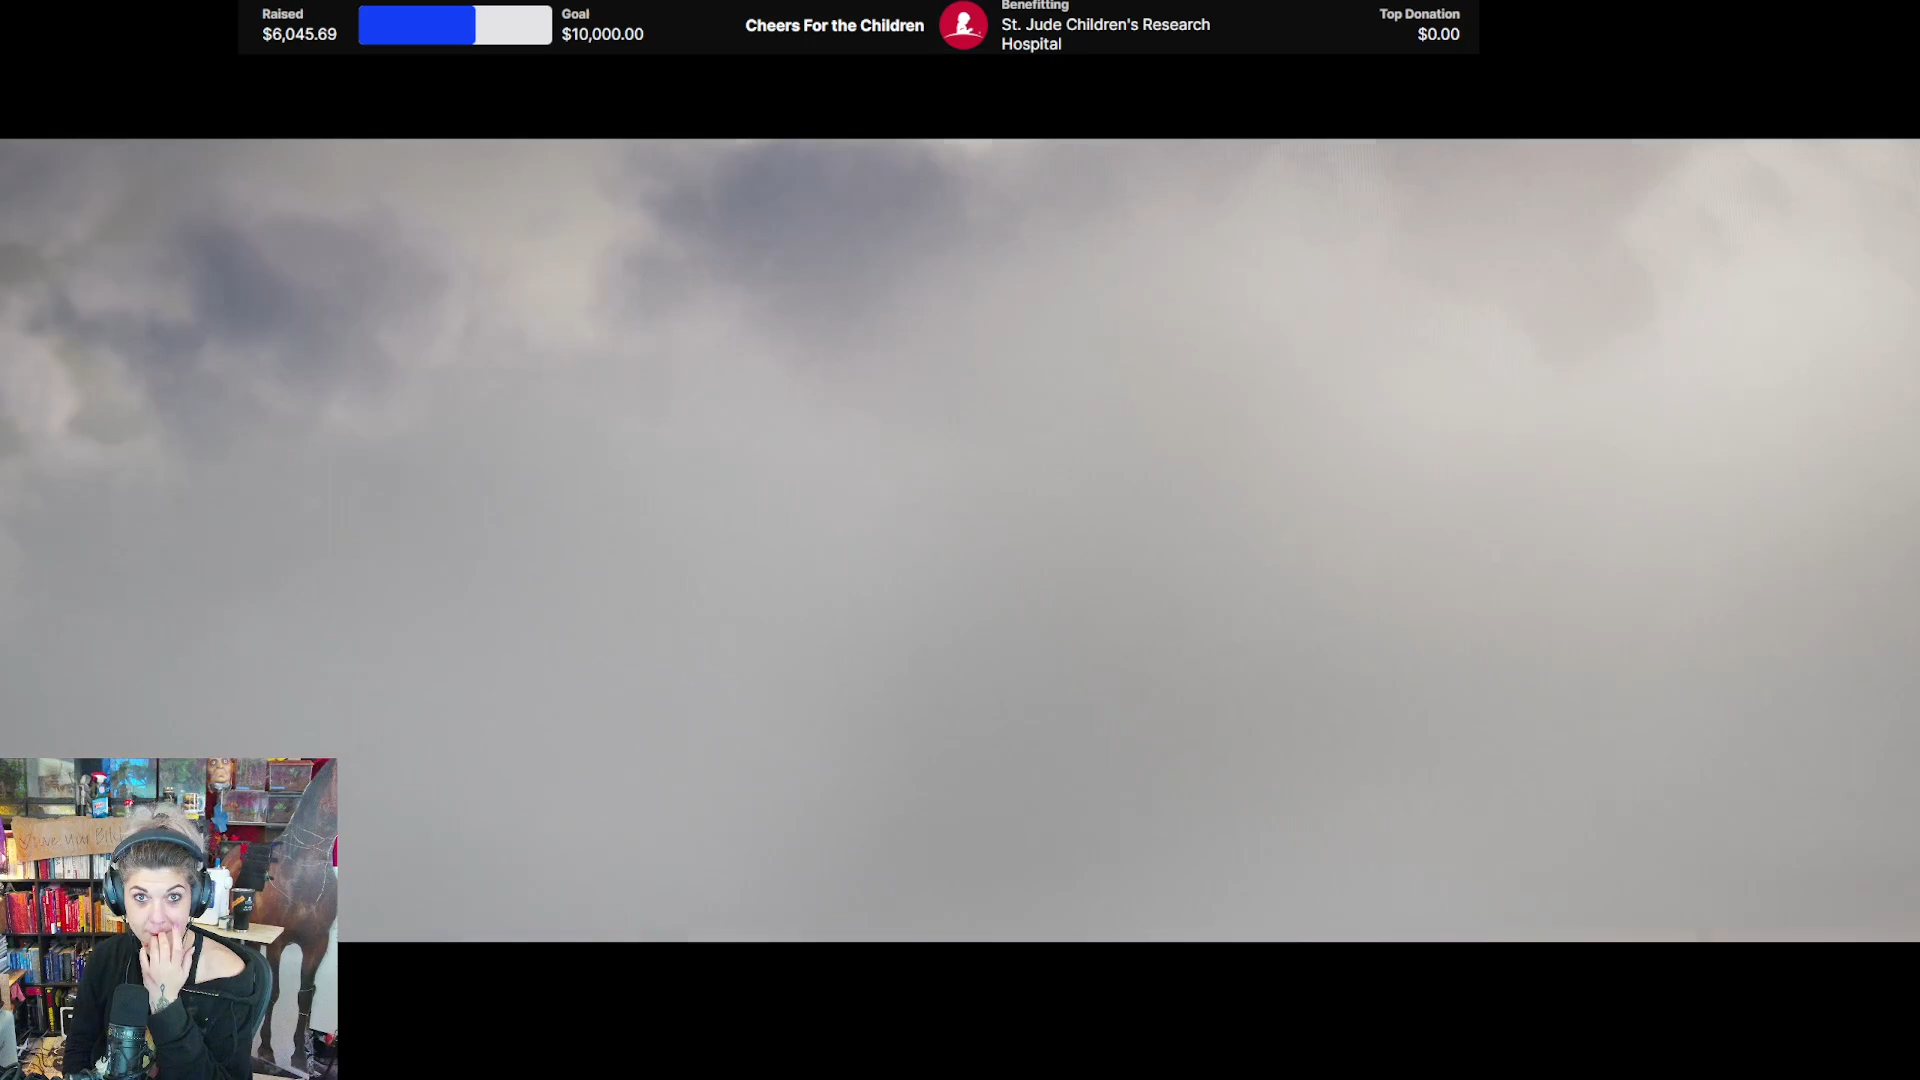 Raised
$6,045.69
Goal
$10,000.00
Cheers For the Children
Benefitting
St. Jude Children's Research
Hospital
Top Donation
$0.00